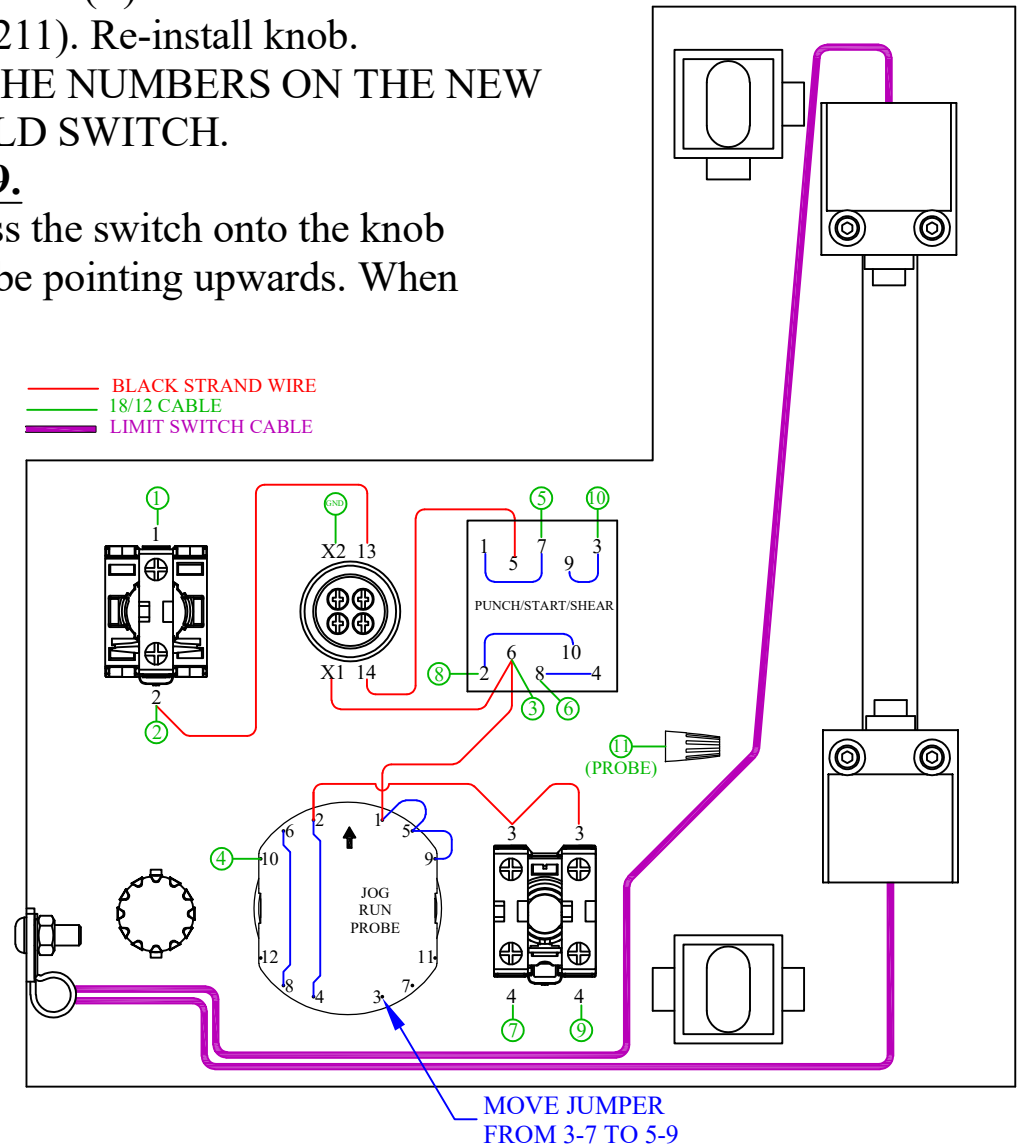 211). Re-install knob.
HE NUMBERS ON THE NEW
LD SWITCH.
9.
ss the switch onto the knob
be pointing upwards. When
BLACK STRAND WIRE
18/12 CABLE
LIMIT SWITCH CABLE
1 GND 5 10
1 X2 13 1 5 7 9 3
PUNCH/START/SHEAR
X1 14 8 2 6 10 8 4
2 3 6
2
11
(PROBE)
6 2 1 5 3 3
4 10 9
JOG
RUN
PROBE
12 11
8 4 3 7 4 4
7 9
MOVE JUMPER
FROM 3-7 TO 5-9